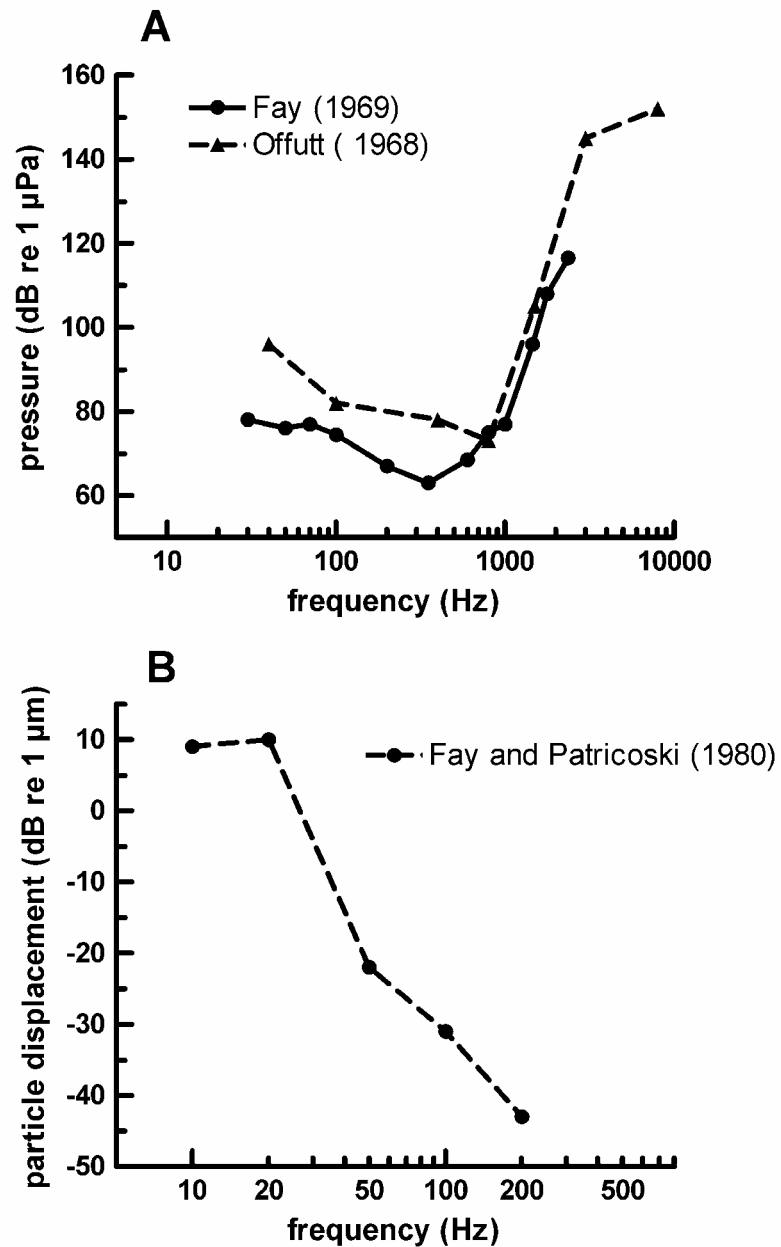 A
160
140
120
100
80
60
pressure (dB re 1 µPa)
Fay (1969)
Offutt ( 1968)
10 100 1000 10000
frequency (Hz)
B
10
0
-10
-20
-30
-40
-50
particle displacement (dB re 1 µm)
Fay and Patricoski (1980)
10 20 50 100 200 500
frequency (Hz)